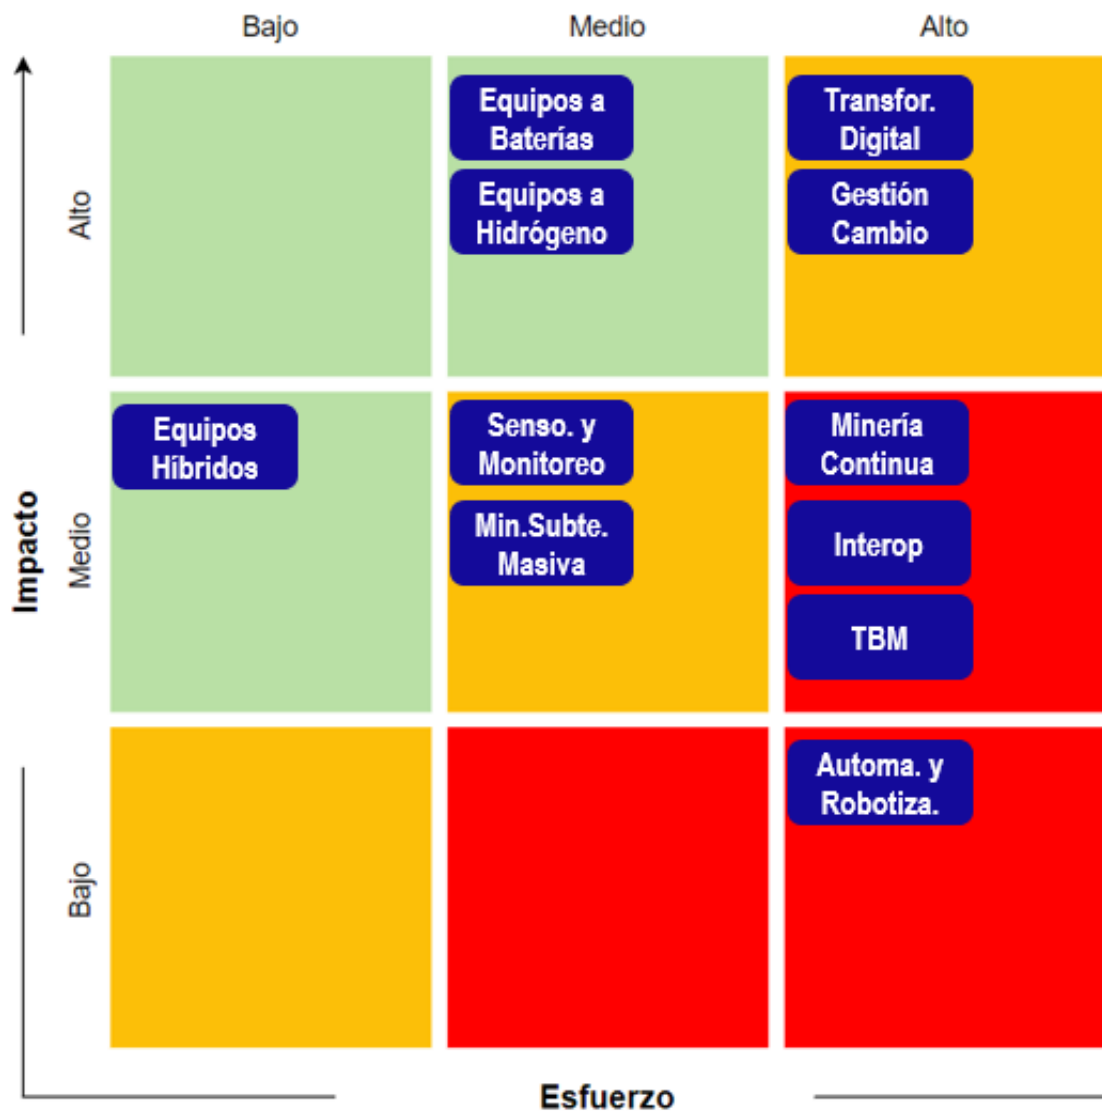 Bajo
Medio
Alto
Alto
Equipos a
Baterías
Transfor.
Digital
Equipos a
Hidrógeno
Gestión
Cambio
Impacto
Medio
Equipos
Híbridos
Senso. y
Monitoreo
Minería
Continua
Min.Subte.
Masiva
Interop
TBM
Bajo
Automa. y
Robotiza.
Esfuerzo